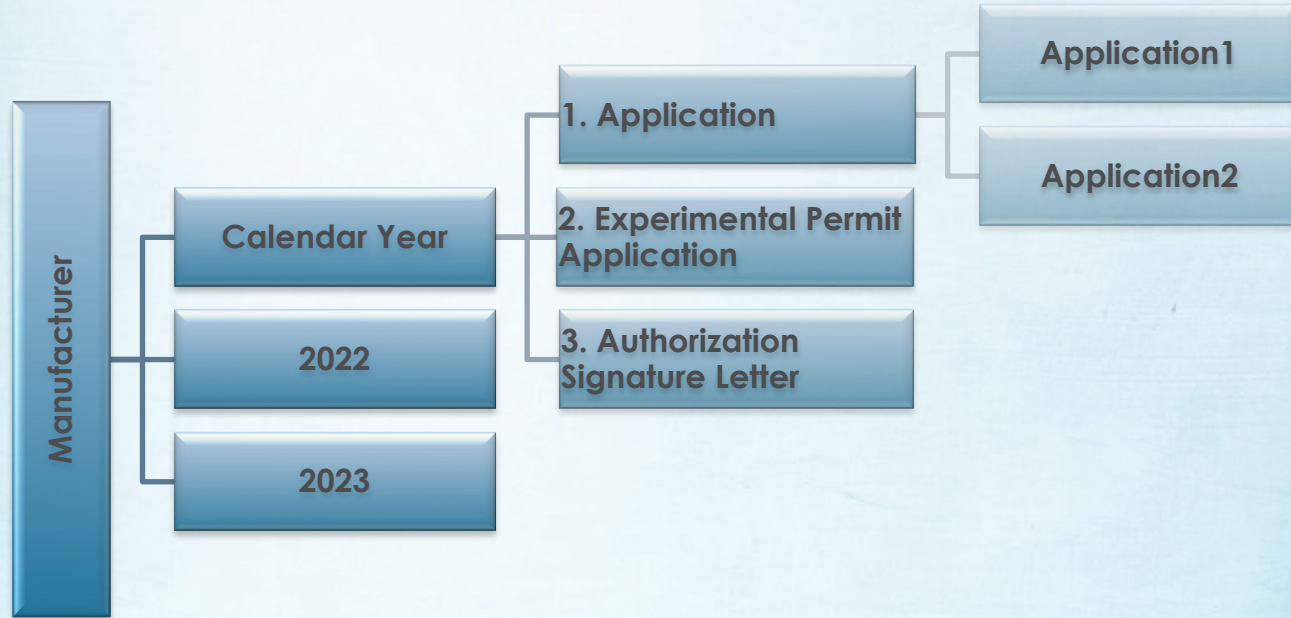 Manufacturer
Calendar Year
2022
2023
1. Application
2. Experimental Permit
Application
3. Authorization
Signature Letter
Application1
Application2